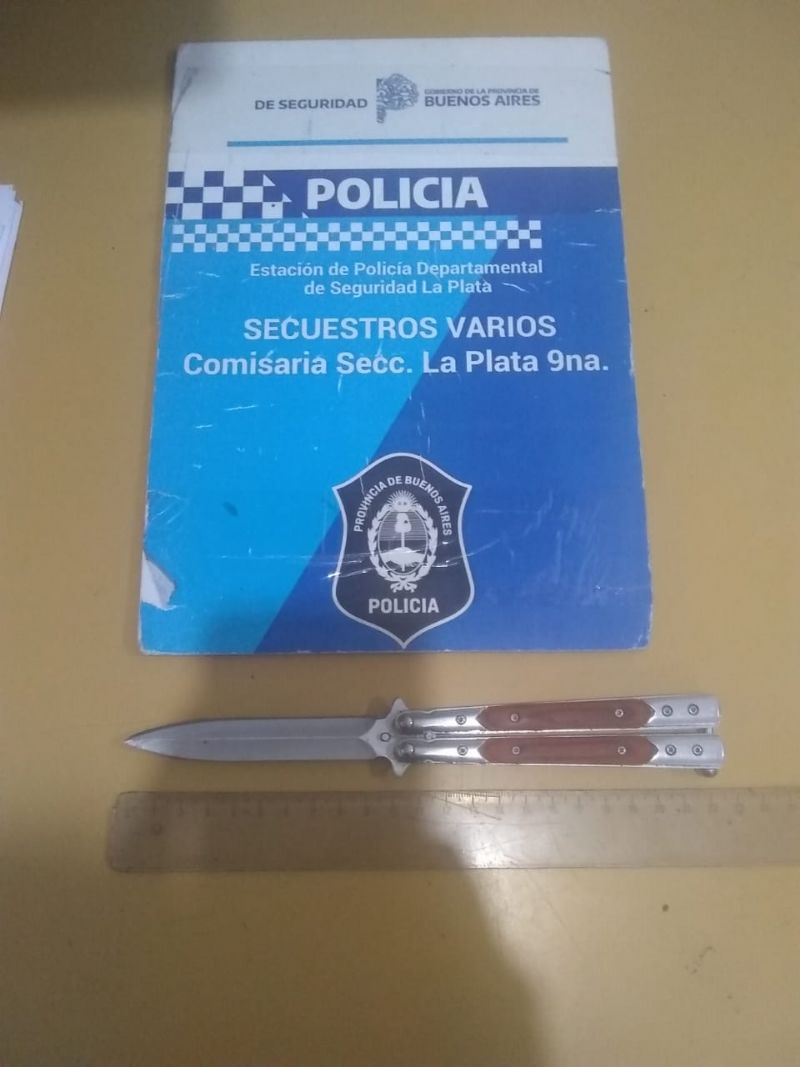 DE SEGURIDAD
GOBIERNO DE LA PROVINCIA DE
BUENOS AIRES
POLICIA
Estación de Policía Departamental
de Seguridad La Plata
SECUESTROS VARIOS
Comisaria Secc. La Plata 9na.
PROVINCIA DE BUENOS AIRES
POLICIA